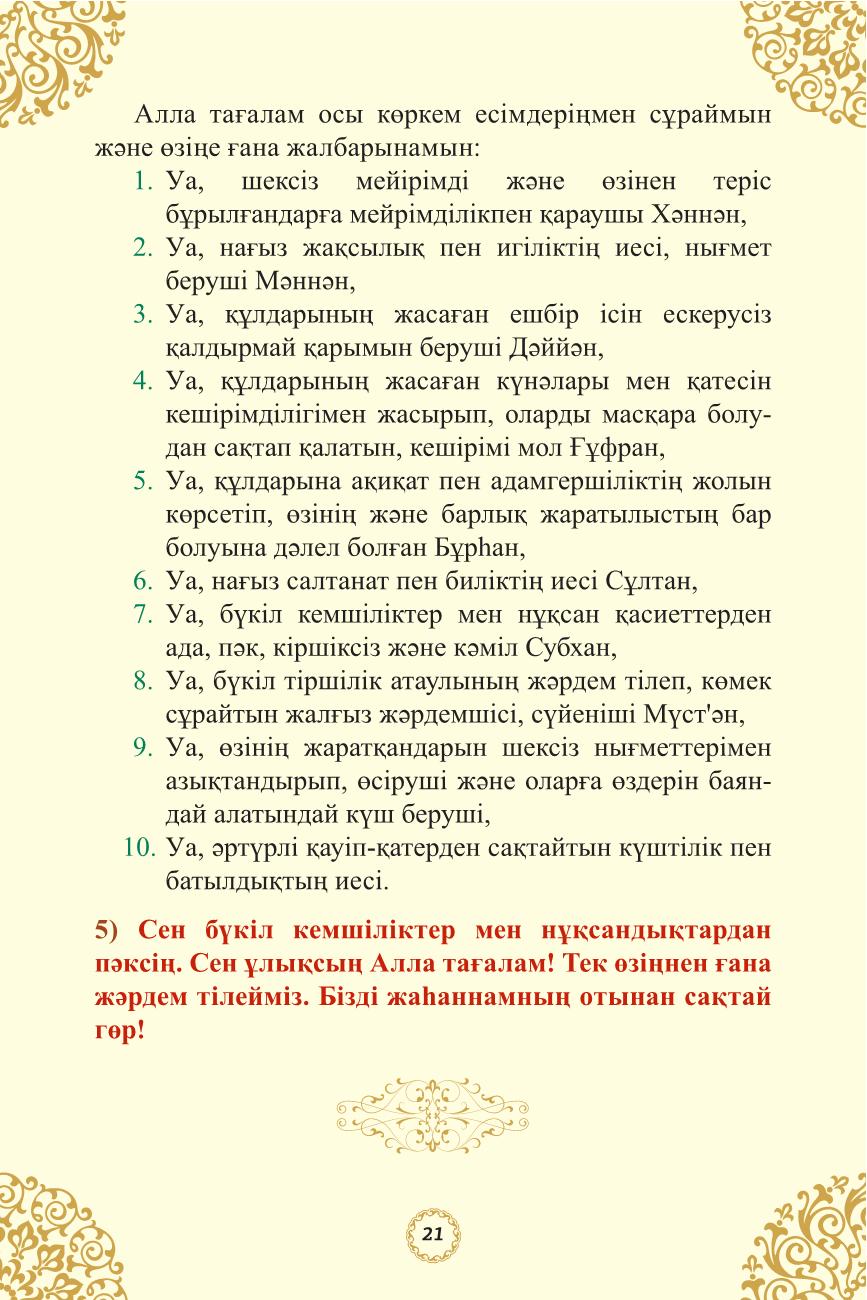 Алла тағалам осы көркем есімдеріңмен сұраймын
және өзіңе ғана жалбарынамын:
1. Уа, шексіз мейірімді және өзінен теріс
бұрылғандарға мейрімділікпен қараушы Хәннән,
2. Уа, нағыз жақсылық пен игіліктің иесі, нығмет
беруші Мәннән,
3. Уа, құлдарының жасаған ешбір ісін ескерусіз
қалдырмай қарымын беруші Дәййән,
4. Уа, құлдарының жасаған күнәлары мен қатесін
кешірімділігімен жасырып, оларды масқара болу-
дан сақтап қалатын, кешірімі мол Ғұфран,
5. Уа, құлдарына ақиқат пен адамгершіліктің жолын
көрсетіп, өзінің және барлық жаратылыстың бар
болуына дәлел болған Бұрһан,
6. Уа, нағыз салтанат пен биліктің иесі Сұлтан,
7. Уа, бүкіл кемшіліктер мен нұқсан қасиеттерден
ада, пәк, кіршіксіз және кәміл Субхан,
8. Уа, бүкіл тіршілік атаулының жәрдем тілеп, көмек
сұрайтын жалғыз жәрдемшісі, сүйеніші Мүст'ән,
9. Уа, өзінің жаратқандарын шексіз нығметтерімен
азықтандырып, өсіруші және оларға өздерін баян-
дай алатындай күш беруші,
10. Уа, әртүрлі қауіп-қатерден сақтайтын күштілік пен
батылдықтың иесі.
5) Сен бүкіл кемшіліктер мен нұқсандықтардан
пәксің. Сен ұлықсың Алла тағалам! Тек өзіңнен ғана
жәрдем тілейміз. Бізді жаһаннамның отынан сақтай
гөр!
21